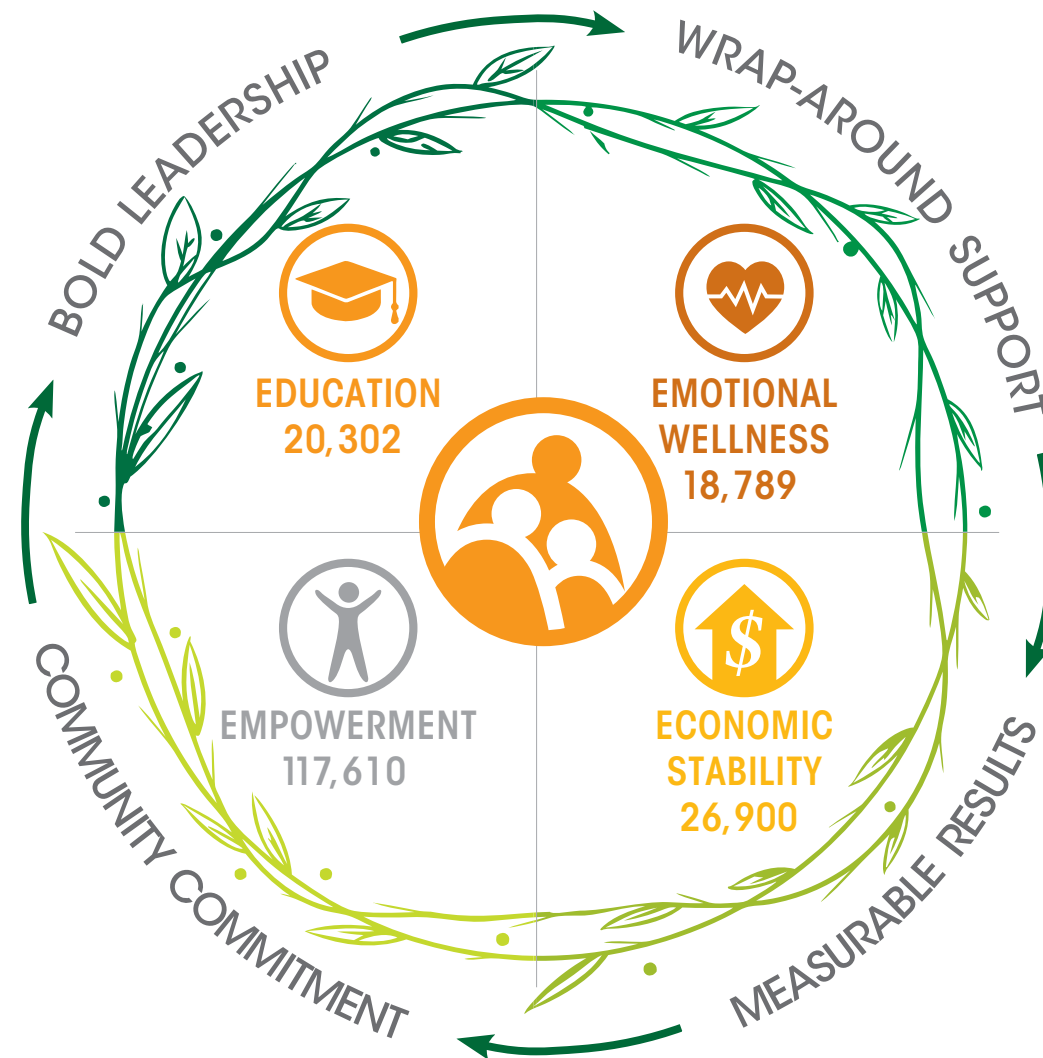 BOLD LEADERSHIP
WRAP-AROUND SUPPORT
EDUCATION
20,302
EMOTIONAL
WELLNESS
18,789
EMPOWERMENT
117,610
ECONOMIC
STABILITY
26,900
$
COMMUNITY COMMITMENT
MEASURABLE RESULTS